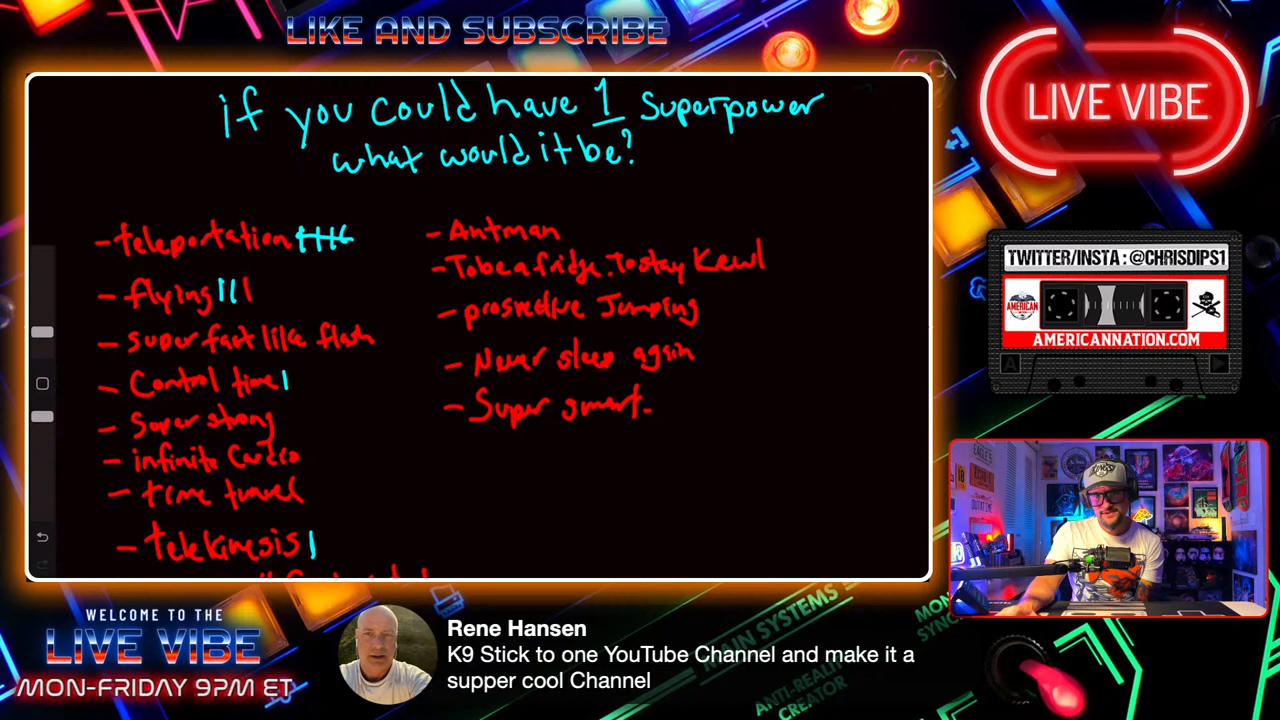 LIKE AND SUBSCRIBE
if you could have 1 Superpower
what would it be?
- teleportation
- flying
- super fast like flash
- Control time
- Super strong
- infinite
- time travel
- telekinesis
- Antman
- To be a fridge. To stay Kewl
- Jumping
- Never sleep again
- Super smart.
LIVE VIBE
TWITTER/INSTA : @CHRISDIPS1
AMERICAN
AMERICANNATION.COM
A
WELCOME TO THE
LIVE VIBE
MON-FRIDAY 9PM ET
Rene Hansen
K9 Stick to one YouTube Channel and make it a
supper cool Channel